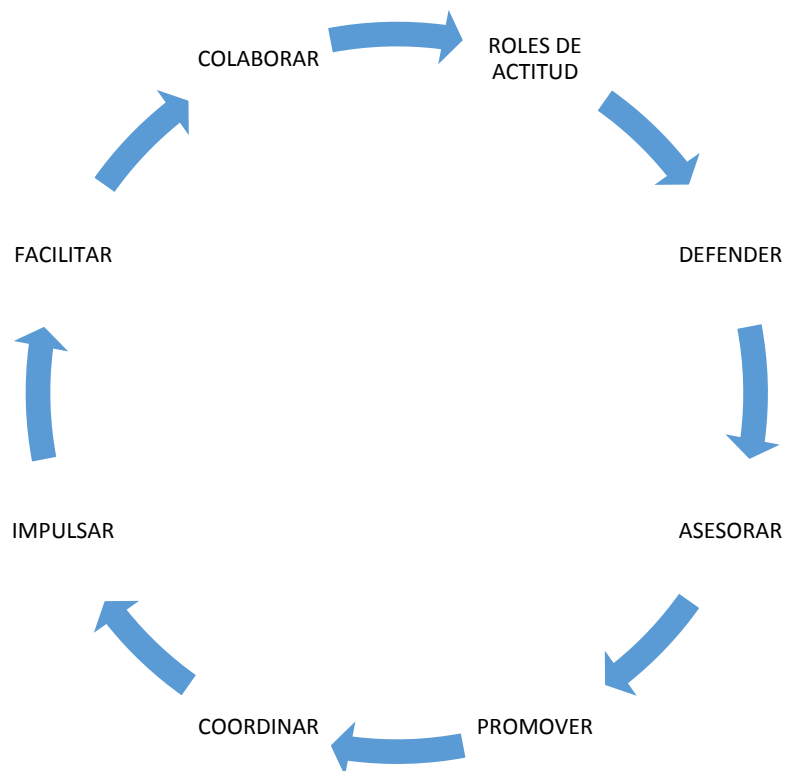 ROLES DE
ACTITUD
DEFENDER
ASESORAR
PROMOVER
COORDINAR
IMPULSAR
FACILITAR
COLABORAR